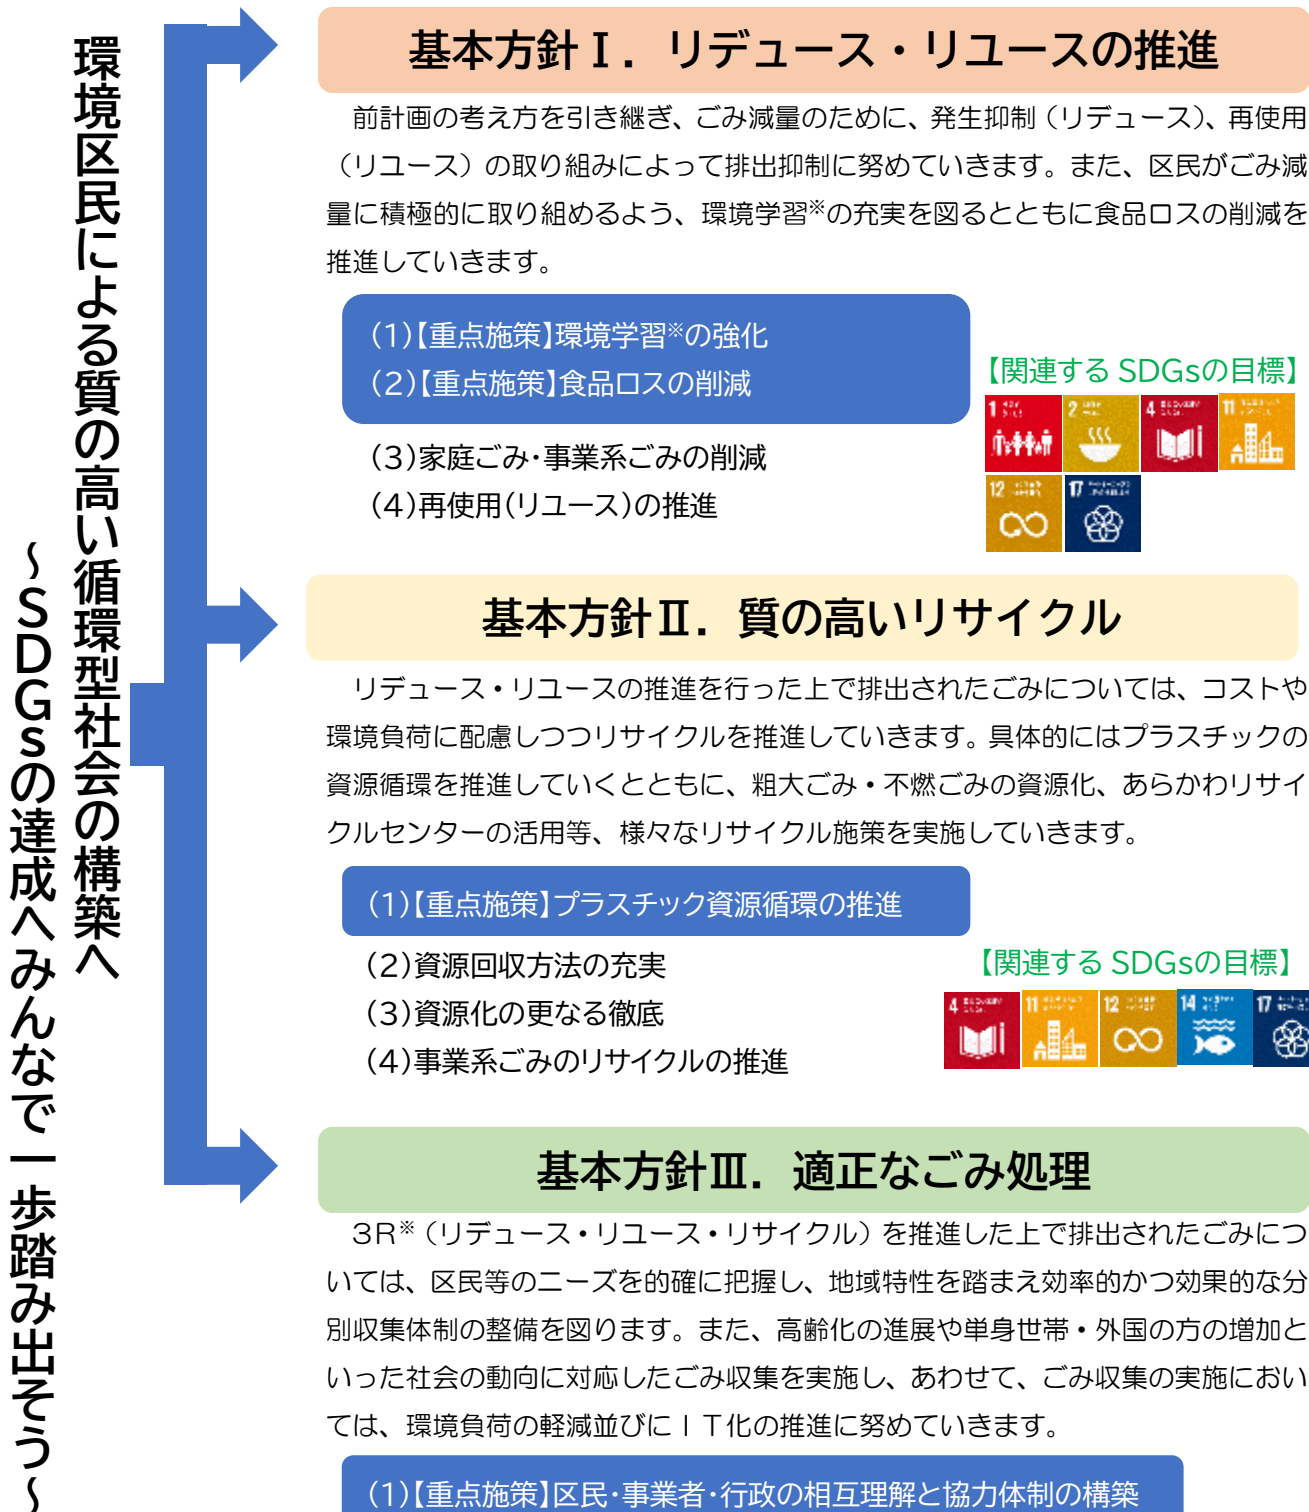 環境区民による質の高い循環型社会の構築へ
～SDGsの達成へみんなで一歩踏み出そう～
基本方針Ⅰ．リデュース・リユースの推進
前計画の考え方を引き継ぎ、ごみ減量のために、発生抑制（リデュース）、再使用
（リユース）の取り組みによって排出抑制に努めていきます。また、区民がごみ減
量に積極的に取り組めるよう、環境学習※の充実を図るとともに食品ロスの削減を
推進していきます。
（1）【重点施策】環境学習※の強化
（2）【重点施策】食品ロスの削減
（3）家庭ごみ・事業系ごみの削減
（4）再使用（リユース）の推進
【関連する SDGsの目標】
1
2
4
11
12
17
基本方針Ⅱ．質の高いリサイクル
リデュース・リユースの推進を行った上で排出されたごみについては、コストや
環境負荷に配慮しつつリサイクルを推進していきます。具体的にはプラスチックの
資源循環を推進していくとともに、粗大ごみ・不燃ごみの資源化、あらかわリサイ
クルセンターの活用等、様々なリサイクル施策を実施していきます。
（1）【重点施策】プラスチック資源循環の推進
（2）資源回収方法の充実
（3）資源化の更なる徹底
（4）事業系ごみのリサイクルの推進
【関連する SDGsの目標】
4
11
12
14
17
基本方針Ⅲ．適正なごみ処理
３Ｒ※（リデュース・リユース・リサイクル）を推進した上で排出されたごみにつ
いては、区民等のニーズを的確に把握し、地域特性を踏まえ効率的かつ効果的な分
別収集体制の整備を図ります。また、高齢化の進展や単身世帯・外国の方の増加と
いった社会の動向に対応したごみ収集を実施し、あわせて、ごみ収集の実施におい
ては、環境負荷の軽減並びにＩＴ化の推進に努めていきます。
（1）【重点施策】区民・事業者・行政の相互理解と協力体制の構築